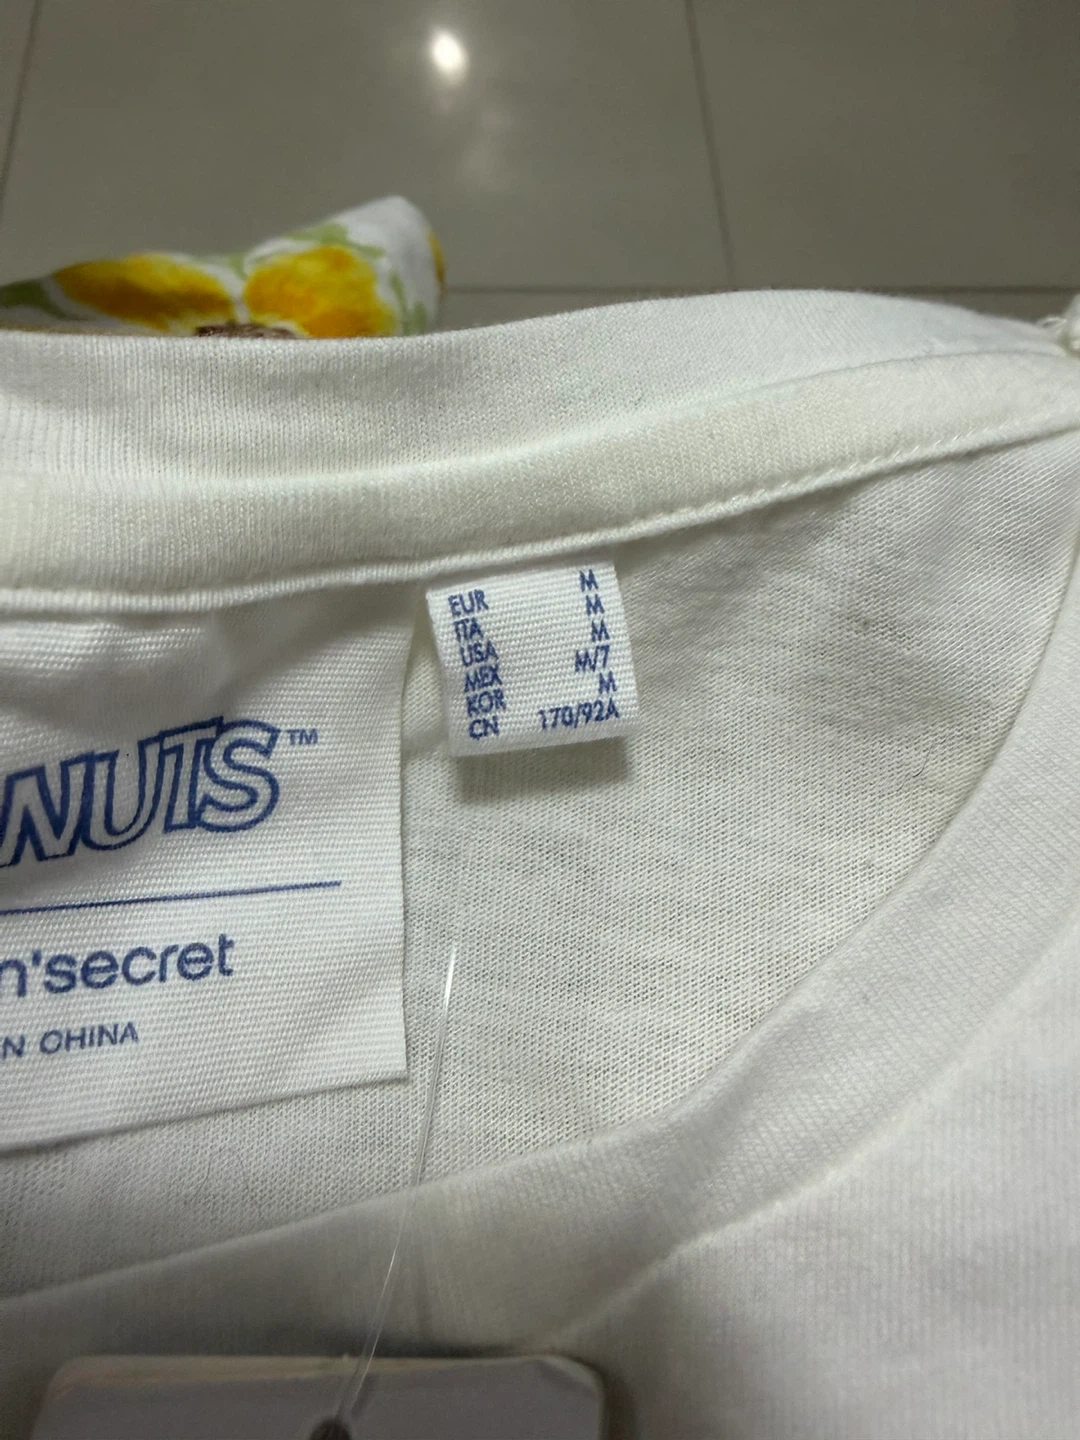 NUTS™
n'secret
N CHINA
EUR M
ITA M
USA M
MEX M/7
KOR M
CN 170/92A